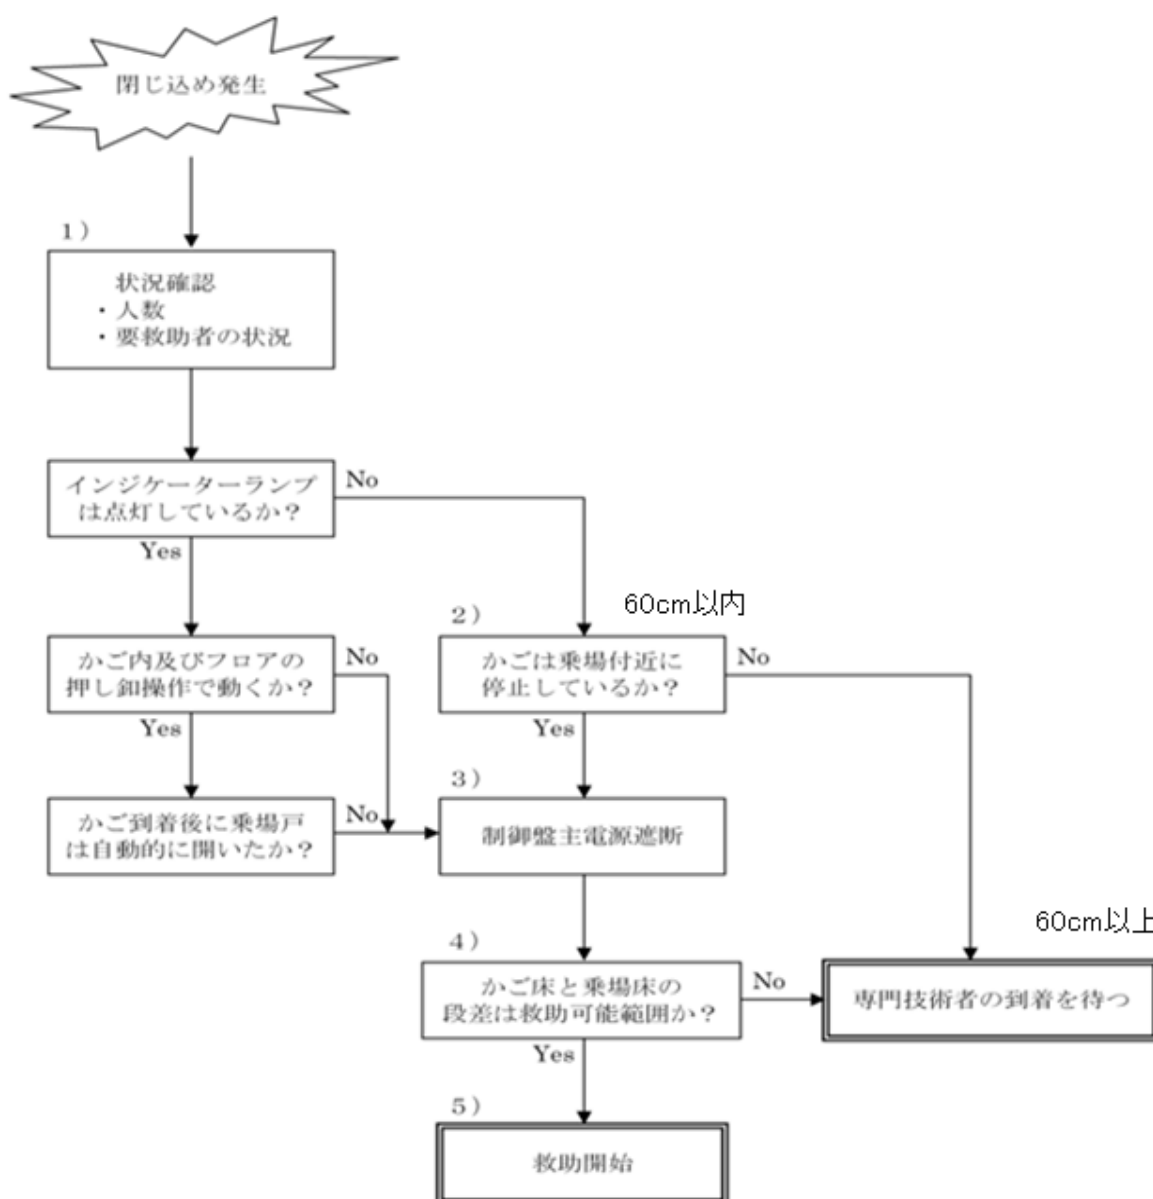 閉じ込め発生
1）
状況確認
・人数
・要救助者の状況
インジケーターランプ
は点灯しているか？
No
Yes
かご内及びフロアの
押し釦操作で動くか？
No
Yes
かご到着後に乗場戸
は自動的に開いたか？
No
60cm以内
2）
かごは乗場付近に
停止しているか？
No
Yes
3）
制御盤主電源遮断
4）
かご床と乗場床の
段差は救助可能範囲か？
No
Yes
60cm以上
専門技術者の到着を待つ
5）
救助開始